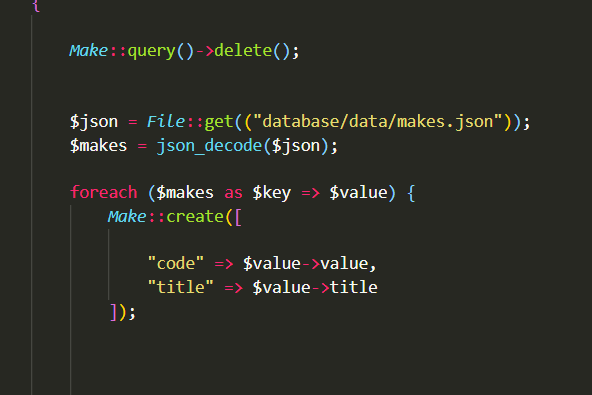 {
Make::query()->delete();
$json = File::get(("database/data/makes.json"));
$makes = json_decode($json);
foreach ($makes as $key => $value) {
Make::create([
"code" => $value->value,
"title" => $value->title
]);